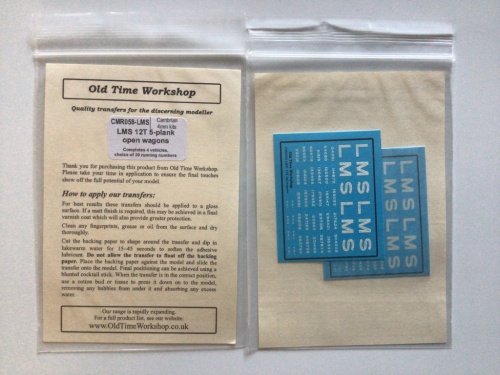 Old Time Workshop
Quality transfers for the discerning modeller
CMR058-LMS
Cambrian
4mm kits
LMS 12T 5-plank
open wagons
Completes 4 vehicles,
choice of 28 running numbers
Thank you for purchasing this product from Old Time Workshop.
Please take your time in application to ensure the final touches
show off the full potential of your model.
How to apply our transfers:
For best results these transfers should be applied to a gloss
surface. If a matt finish is required, this may be achieved in a final
varnish coat which will also provide greater protection.
Clean any fingerprints, grease or oil from the surface and dry
thoroughly.
Cut the backing paper to shape around the transfer and dip in
lukewarm water for 15-45 seconds to soften the adhesive
lubricant. Do not allow the transfer to float off the backing
paper. Place the backing paper against the model and slide the
transfer onto the model. Final positioning can be achieved using a
blunted cocktail stick. When the transfer is in the correct position,
use a cotton bud or tissue to press it down on to the model,
removing any bubbles from under it and absorbing any excess
water.
Our range is rapidly expanding.
For a full product list, see our website:
www.OldTimeWorkshop.co.uk
LMSLMS
LMSLMS
LMSLMS
LMSLMS